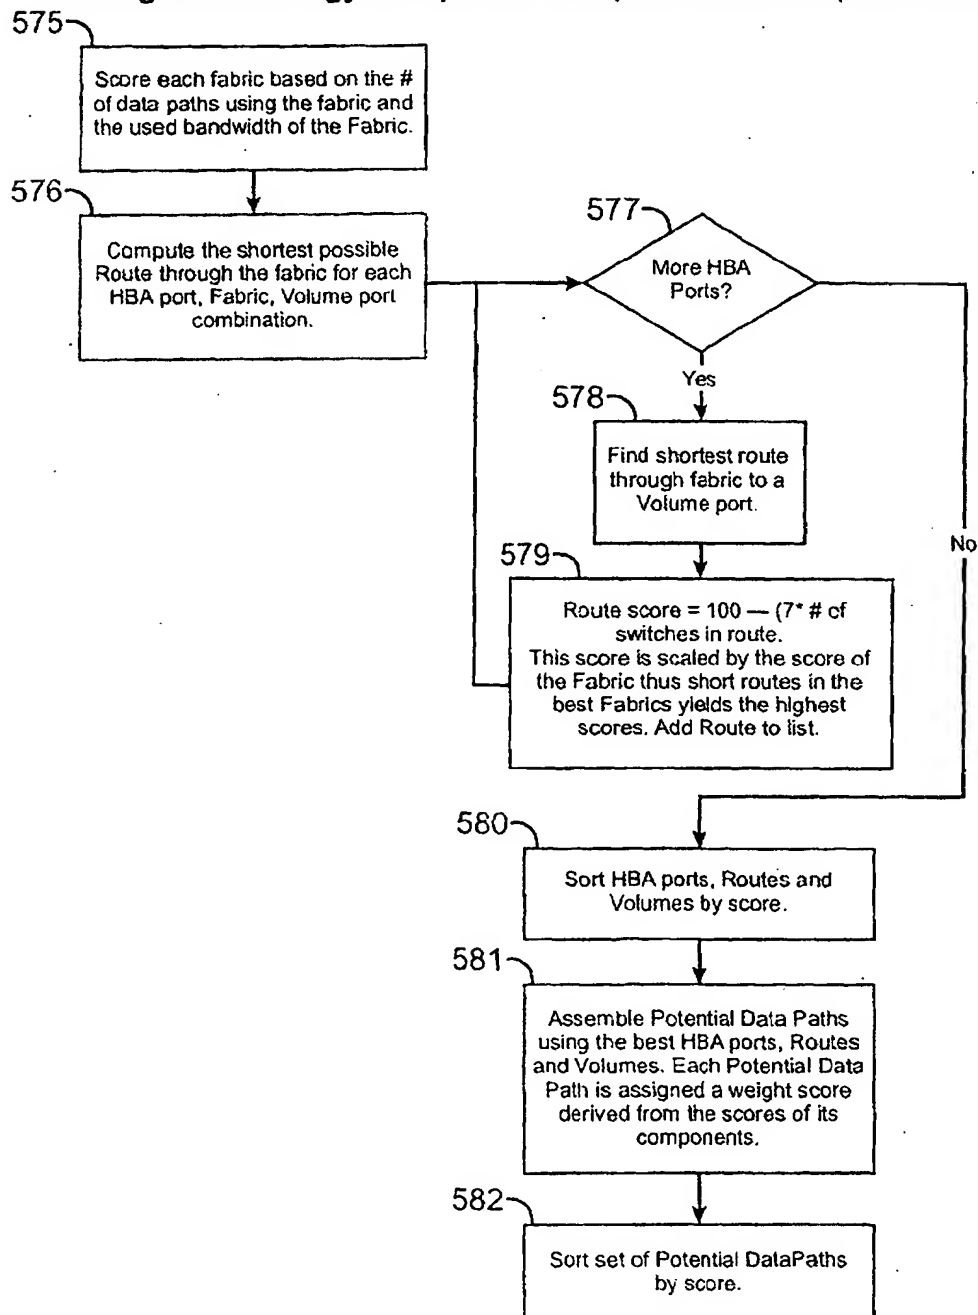 575
Score each fabric based on the #
of data paths using the fabric and
the used bandwidth of the Fabric.
576
Compute the shortest possible
Route through the fabric for each
HBA port, Fabric, Volume port
combination.
577
More HBA
Ports?
Yes
578
Find shortest route
through fabric to a
Volume port.
No
579
Route score = 100 — (7* # of
switches in route.
This score is scaled by the score of
the Fabric thus short routes in the
best Fabrics yields the highest
scores. Add Route to list.
580
Sort HBA ports, Routes and
Volumes by score.
581
Assemble Potential Data Paths
using the best HBA ports, Routes
and Volumes. Each Potential Data
Path is assigned a weight score
derived from the scores of its
components.
582
Sort set of Potential DataPaths
by score.